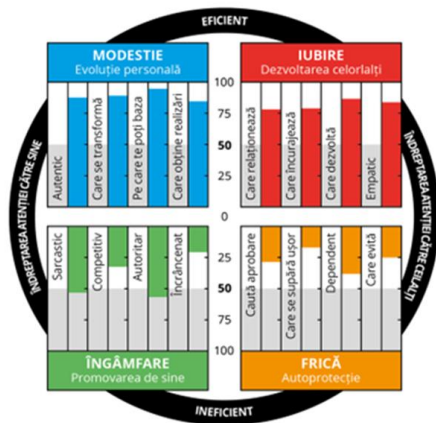 EFICIENT
MODESTIE
Evoluție personală
IUBIRE
Dezvoltarea celorlalți
100
75
50
25
0
Autentic
Care se transformă
Pe care te poți baza
Care obține realizări
Care relaționează
Care încurajează
Care dezvoltă
Empatic
ÎNDREPTAREA ATENȚIEI CĂTRE SINE
ÎNDREPTAREA ATENȚIEI CĂTRE CEILALȚI
Sarcastic
Competitiv
Autoritar
Încrâncenat
Caută aprobare
Care se supără ușor
Dependent
Care evită
25
50
75
100
ÎNGÂMFARE
Promovarea de sine
FRICĂ
Autoprotecție
INEFICIENT